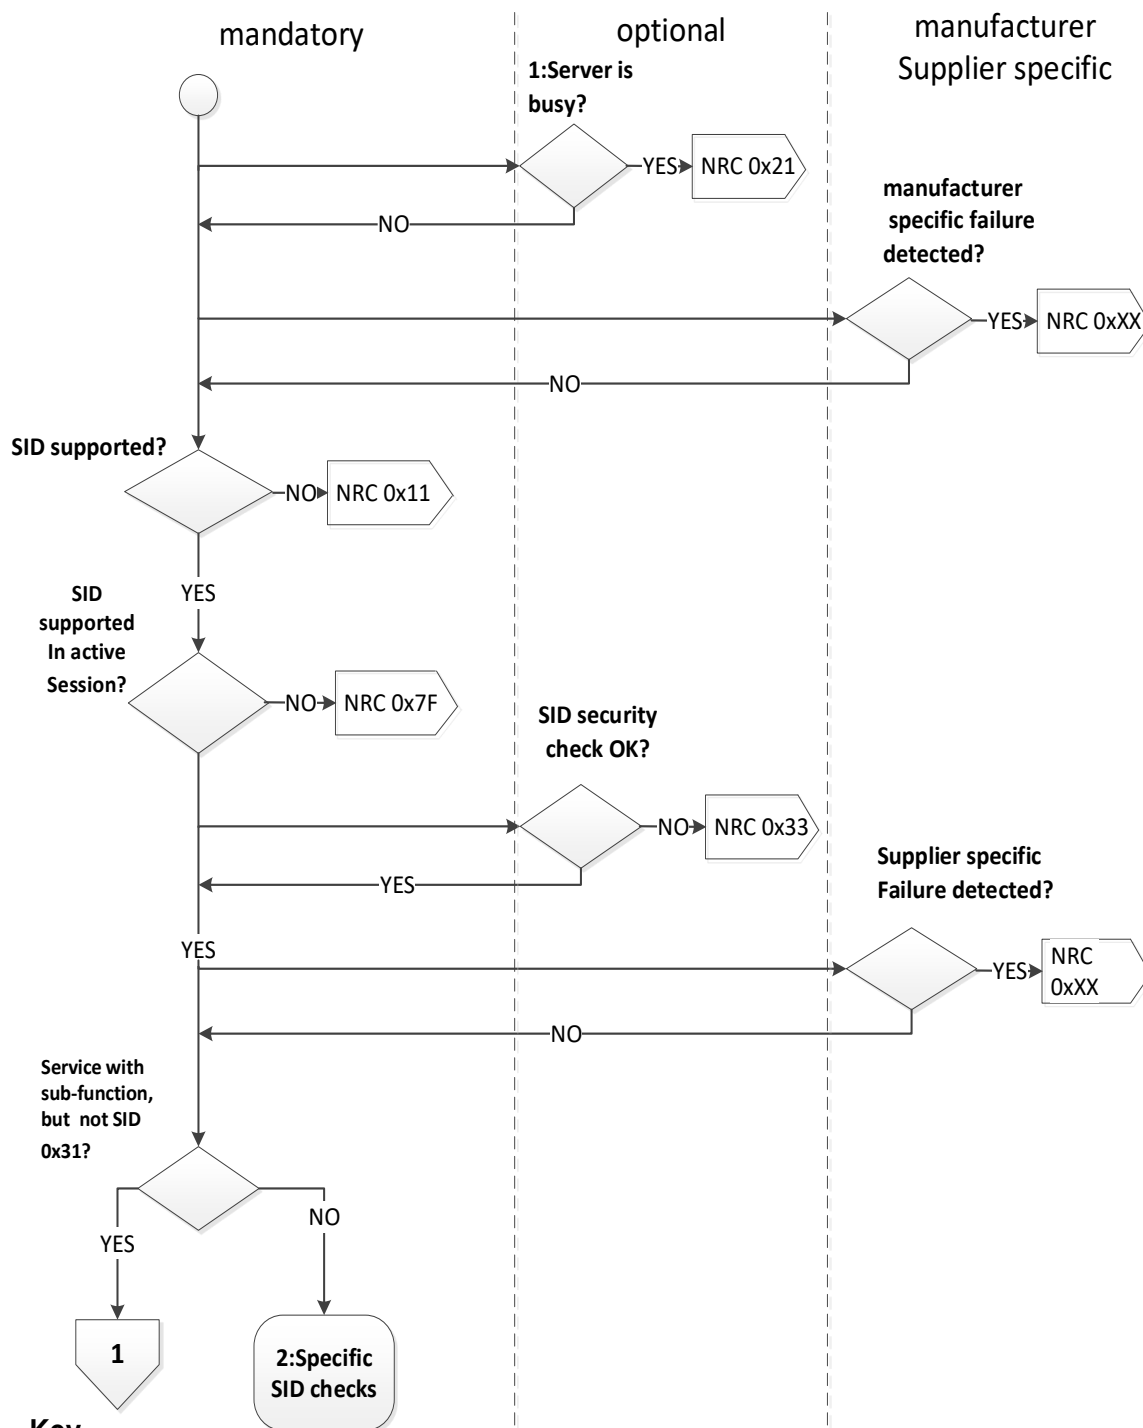 mandatory
optional
manufacturer
Supplier specific
1:Server is
busy?
YES
NRC 0x21
NO
manufacturer
specific failure
detected?
YES
NRC 0xXX
NO
SID supported?
NO
NRC 0x11
YES
SID
supported
In active
Session?
NO
NRC 0x7F
SID security
check OK?
NO
NRC 0x33
YES
Supplier specific
Failure detected?
YES
YES
NRC
0xXX
NO
Service with
sub-function,
but not SID
0x31?
YES
NO
1
2:Specific
SID checks
Key